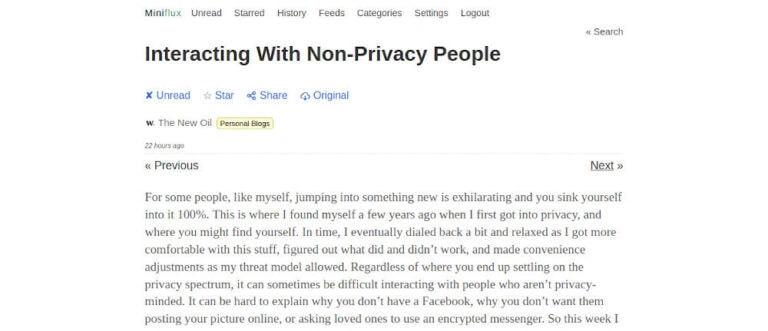 Miniflux Unread Starred History Feeds Categories Settings Logout
« Search
Interacting With Non-Privacy People
✘ Unread ☆ Star Share Original
w. The New Oil Personal Blogs
22 hours ago
« Previous Next »
For some people, like myself, jumping into something new is exhilarating and you sink yourself
into it 100%. This is where I found myself a few years ago when I first got into privacy, and
where you might find yourself. In time, I eventually dialed back a bit and relaxed as I got more
comfortable with this stuff, figured out what did and didn’t work, and made convenience
adjustments as my threat model allowed. Regardless of where you end up settling on the
privacy spectrum, it can sometimes be difficult interacting with people who aren’t privacy-
minded. It can be hard to explain why you don’t have a Facebook, why you don’t want them
posting your picture online, or asking loved ones to use an encrypted messenger. So this week I